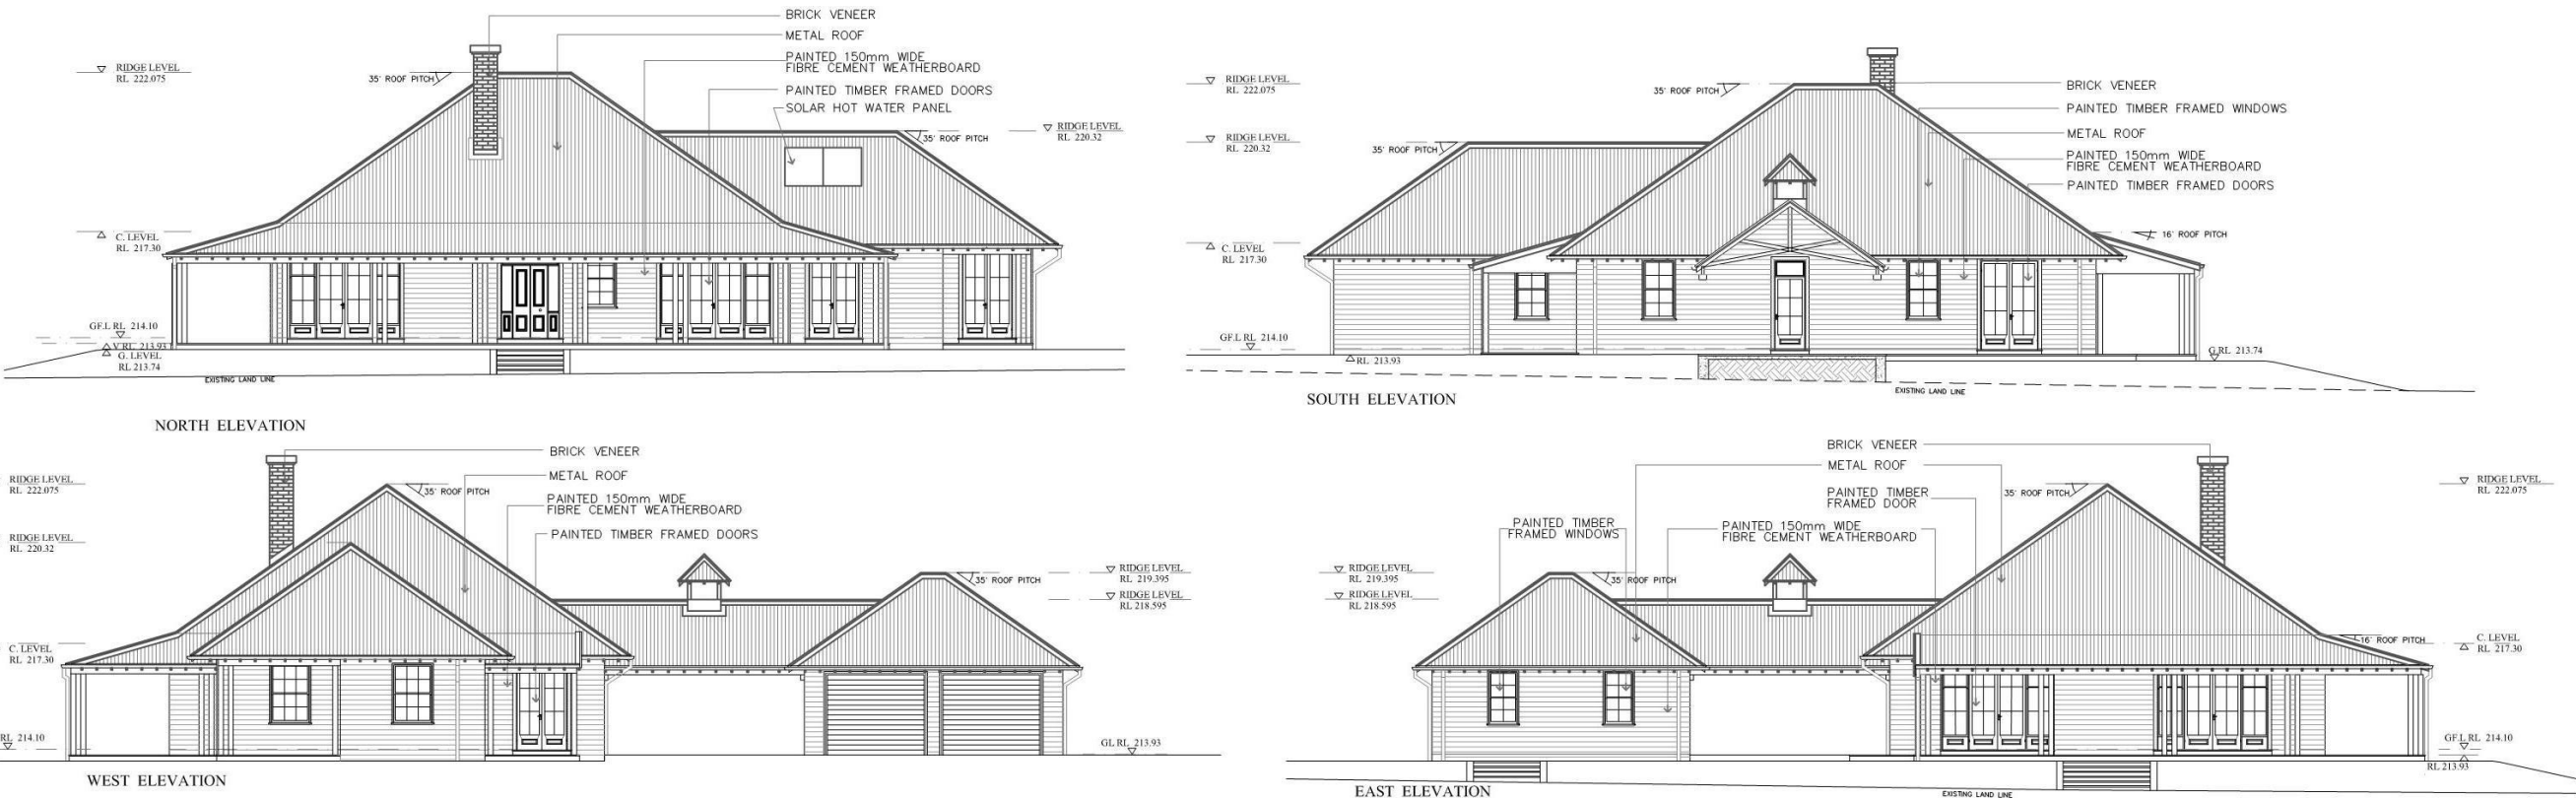 BRICK VENEER
METAL ROOF
PAINTED 150mm WIDE
FIBRE CEMENT WEATHERBOARD
PAINTED TIMBER FRAMED DOORS
SOLAR HOT WATER PANEL
RIDGE LEVEL
RL 222.075
35' ROOF PITCH
35' ROOF PITCH
RIDGE LEVEL
RL 220.32
C. LEVEL
RL 217.30
GF.L RL 214.10
V.RL 213.93
G. LEVEL
RL 213.74
EXISTING LAND LINE
NORTH ELEVATION
RIDGE LEVEL
RL 222.075
35' ROOF PITCH
BRICK VENEER
PAINTED TIMBER FRAMED WINDOWS
METAL ROOF
PAINTED 150mm WIDE
FIBRE CEMENT WEATHERBOARD
PAINTED TIMBER FRAMED DOORS
RIDGE LEVEL
RL 220.32
35' ROOF PITCH
16' ROOF PITCH
C. LEVEL
RL 217.30
GF.L RL 214.10
RL 213.93
G.RL 213.74
EXISTING LAND LINE
SOUTH ELEVATION
BRICK VENEER
METAL ROOF
PAINTED 150mm WIDE
FIBRE CEMENT WEATHERBOARD
PAINTED TIMBER FRAMED DOORS
RIDGE LEVEL
RL 222.075
35' ROOF PITCH
RIDGE LEVEL
RL 220.32
RIDGE LEVEL
RL 219.395
35' ROOF PITCH
RIDGE LEVEL
RL 218.595
C. LEVEL
RL 217.30
RL 214.10
GL RL 213.93
WEST ELEVATION
BRICK VENEER
METAL ROOF
PAINTED TIMBER
FRAMED DOOR
PAINTED TIMBER
FRAMED WINDOWS
PAINTED 150mm WIDE
FIBRE CEMENT WEATHERBOARD
35' ROOF PITCH
RIDGE LEVEL
RL 222.075
RIDGE LEVEL
RL 219.395
35' ROOF PITCH
RIDGE LEVEL
RL 218.595
16' ROOF PITCH
C. LEVEL
RL 217.30
GF.L RL 214.10
RL 213.93
EXISTING LAND LINE
EAST ELEVATION